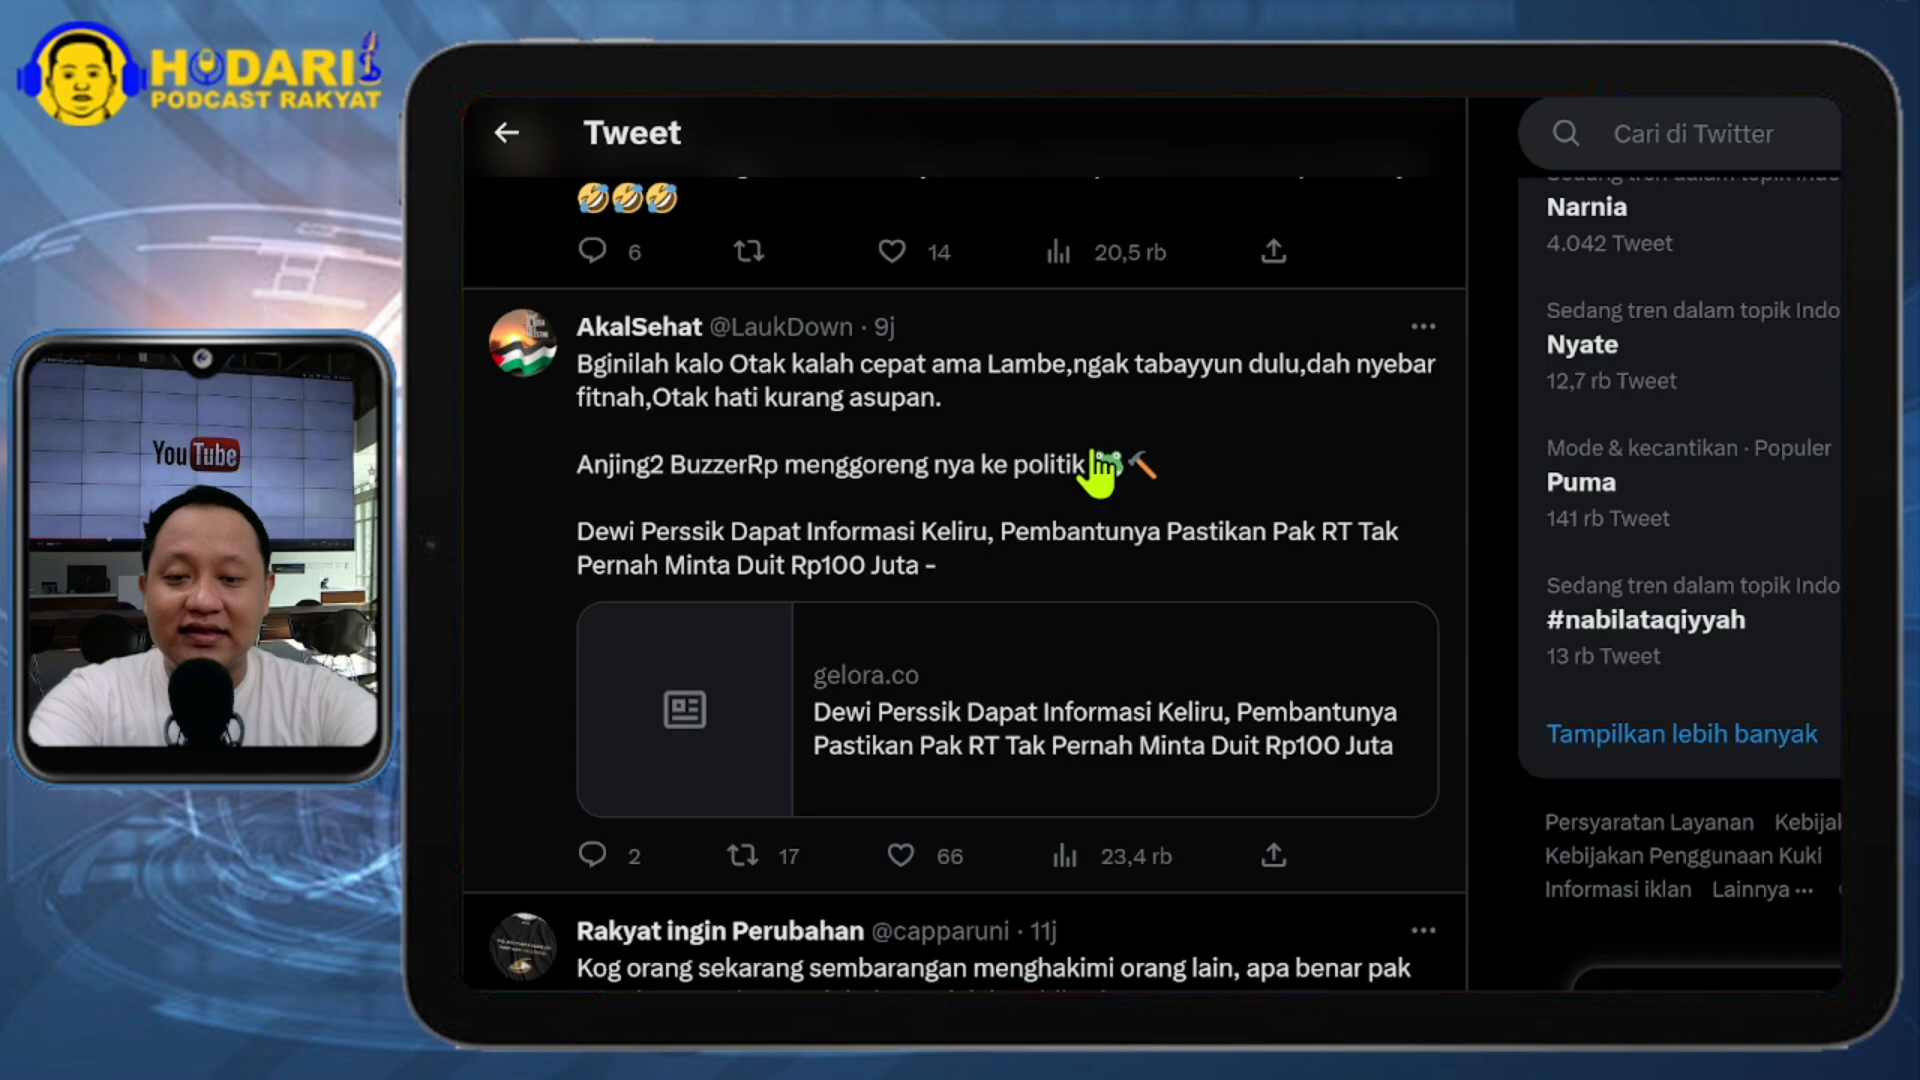 HODARI
PODCAST RAKYAT
YouTube
Tweet
6
14
20,5 rb
AkalSehat @LaukDown · 9j
Bginilah kalo Otak kalah cepat ama Lambe,ngak tabayyun dulu,dah nyebar
fitnah,Otak hati kurang asupan.
Anjing2 BuzzerRp menggoreng nya ke politik
Dewi Perssik Dapat Informasi Keliru, Pembantunya Pastikan Pak RT Tak
Pernah Minta Duit Rp100 Juta -
gelora.co
Dewi Perssik Dapat Informasi Keliru, Pembantunya
Pastikan Pak RT Tak Pernah Minta Duit Rp100 Juta
2
17
66
23,4 rb
Rakyat ingin Perubahan @capparuni · 11j
Kog orang sekarang sembarangan menghakimi orang lain, apa benar pak
Cari di Twitter
Narnia
4.042 Tweet
Sedang tren dalam topik Indo
Nyate
12,7 rb Tweet
Mode & kecantikan · Populer
Puma
141 rb Tweet
Sedang tren dalam topik Indo
#nabilataqiyyah
13 rb Tweet
Tampilkan lebih banyak
Persyaratan Layanan Kebijak
Kebijakan Penggunaan Kuki
Informasi iklan Lainnya ···